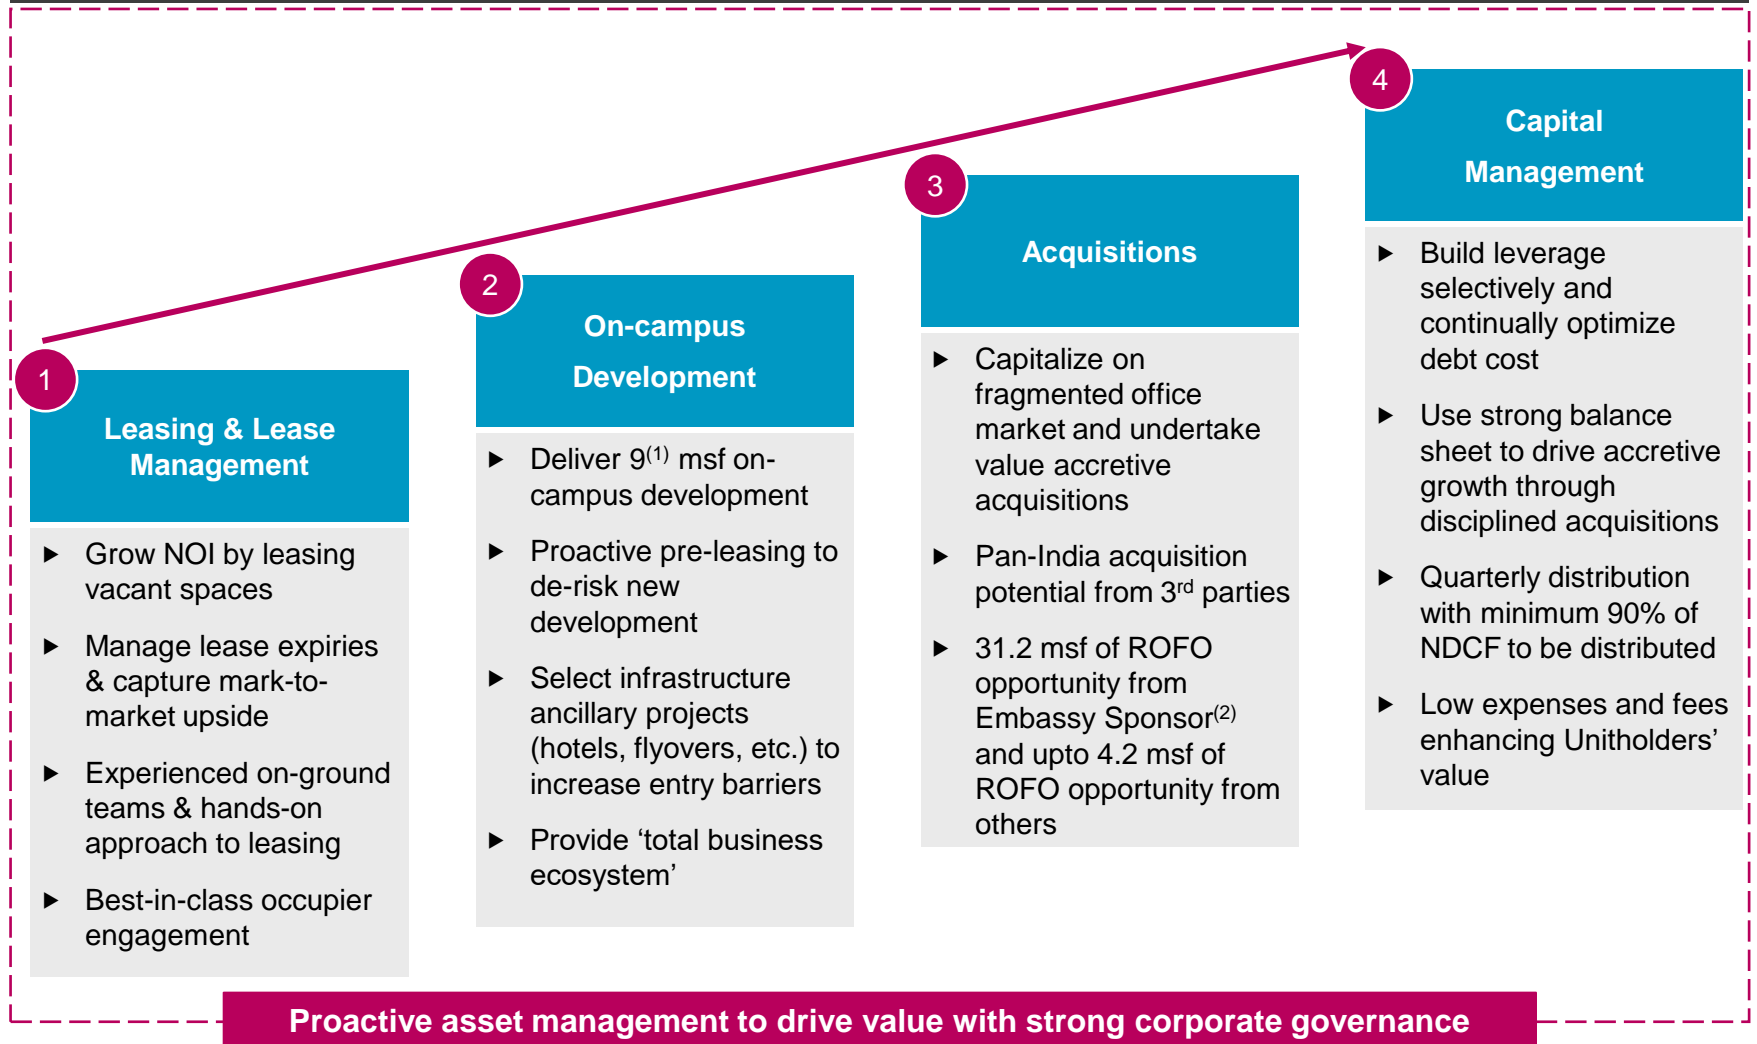 1
Leasing & Lease
Management
► Grow NOI by leasing
vacant spaces
► Manage lease expiries
& capture mark-to-
market upside
► Experienced on-ground
teams & hands-on
approach to leasing
► Best-in-class occupier
engagement
2
On-campus
Development
► Deliver 9(1) msf on-
campus development
► Proactive pre-leasing to
de-risk new
development
► Select infrastructure
ancillary projects
(hotels, flyovers, etc.) to
increase entry barriers
► Provide ‘total business
ecosystem’
3
Acquisitions
► Capitalize on
fragmented office
market and undertake
value accretive
acquisitions
► Pan-India acquisition
potential from 3rd parties
► 31.2 msf of ROFO
opportunity from
Embassy Sponsor(2)
and upto 4.2 msf of
ROFO opportunity from
others
4
Capital
Management
► Build leverage
selectively and
continually optimize
debt cost
► Use strong balance
sheet to drive accretive
growth through
disciplined acquisitions
► Quarterly distribution
with minimum 90% of
NDCF to be distributed
► Low expenses and fees
enhancing Unitholders’
value
Proactive asset management to drive value with strong corporate governance